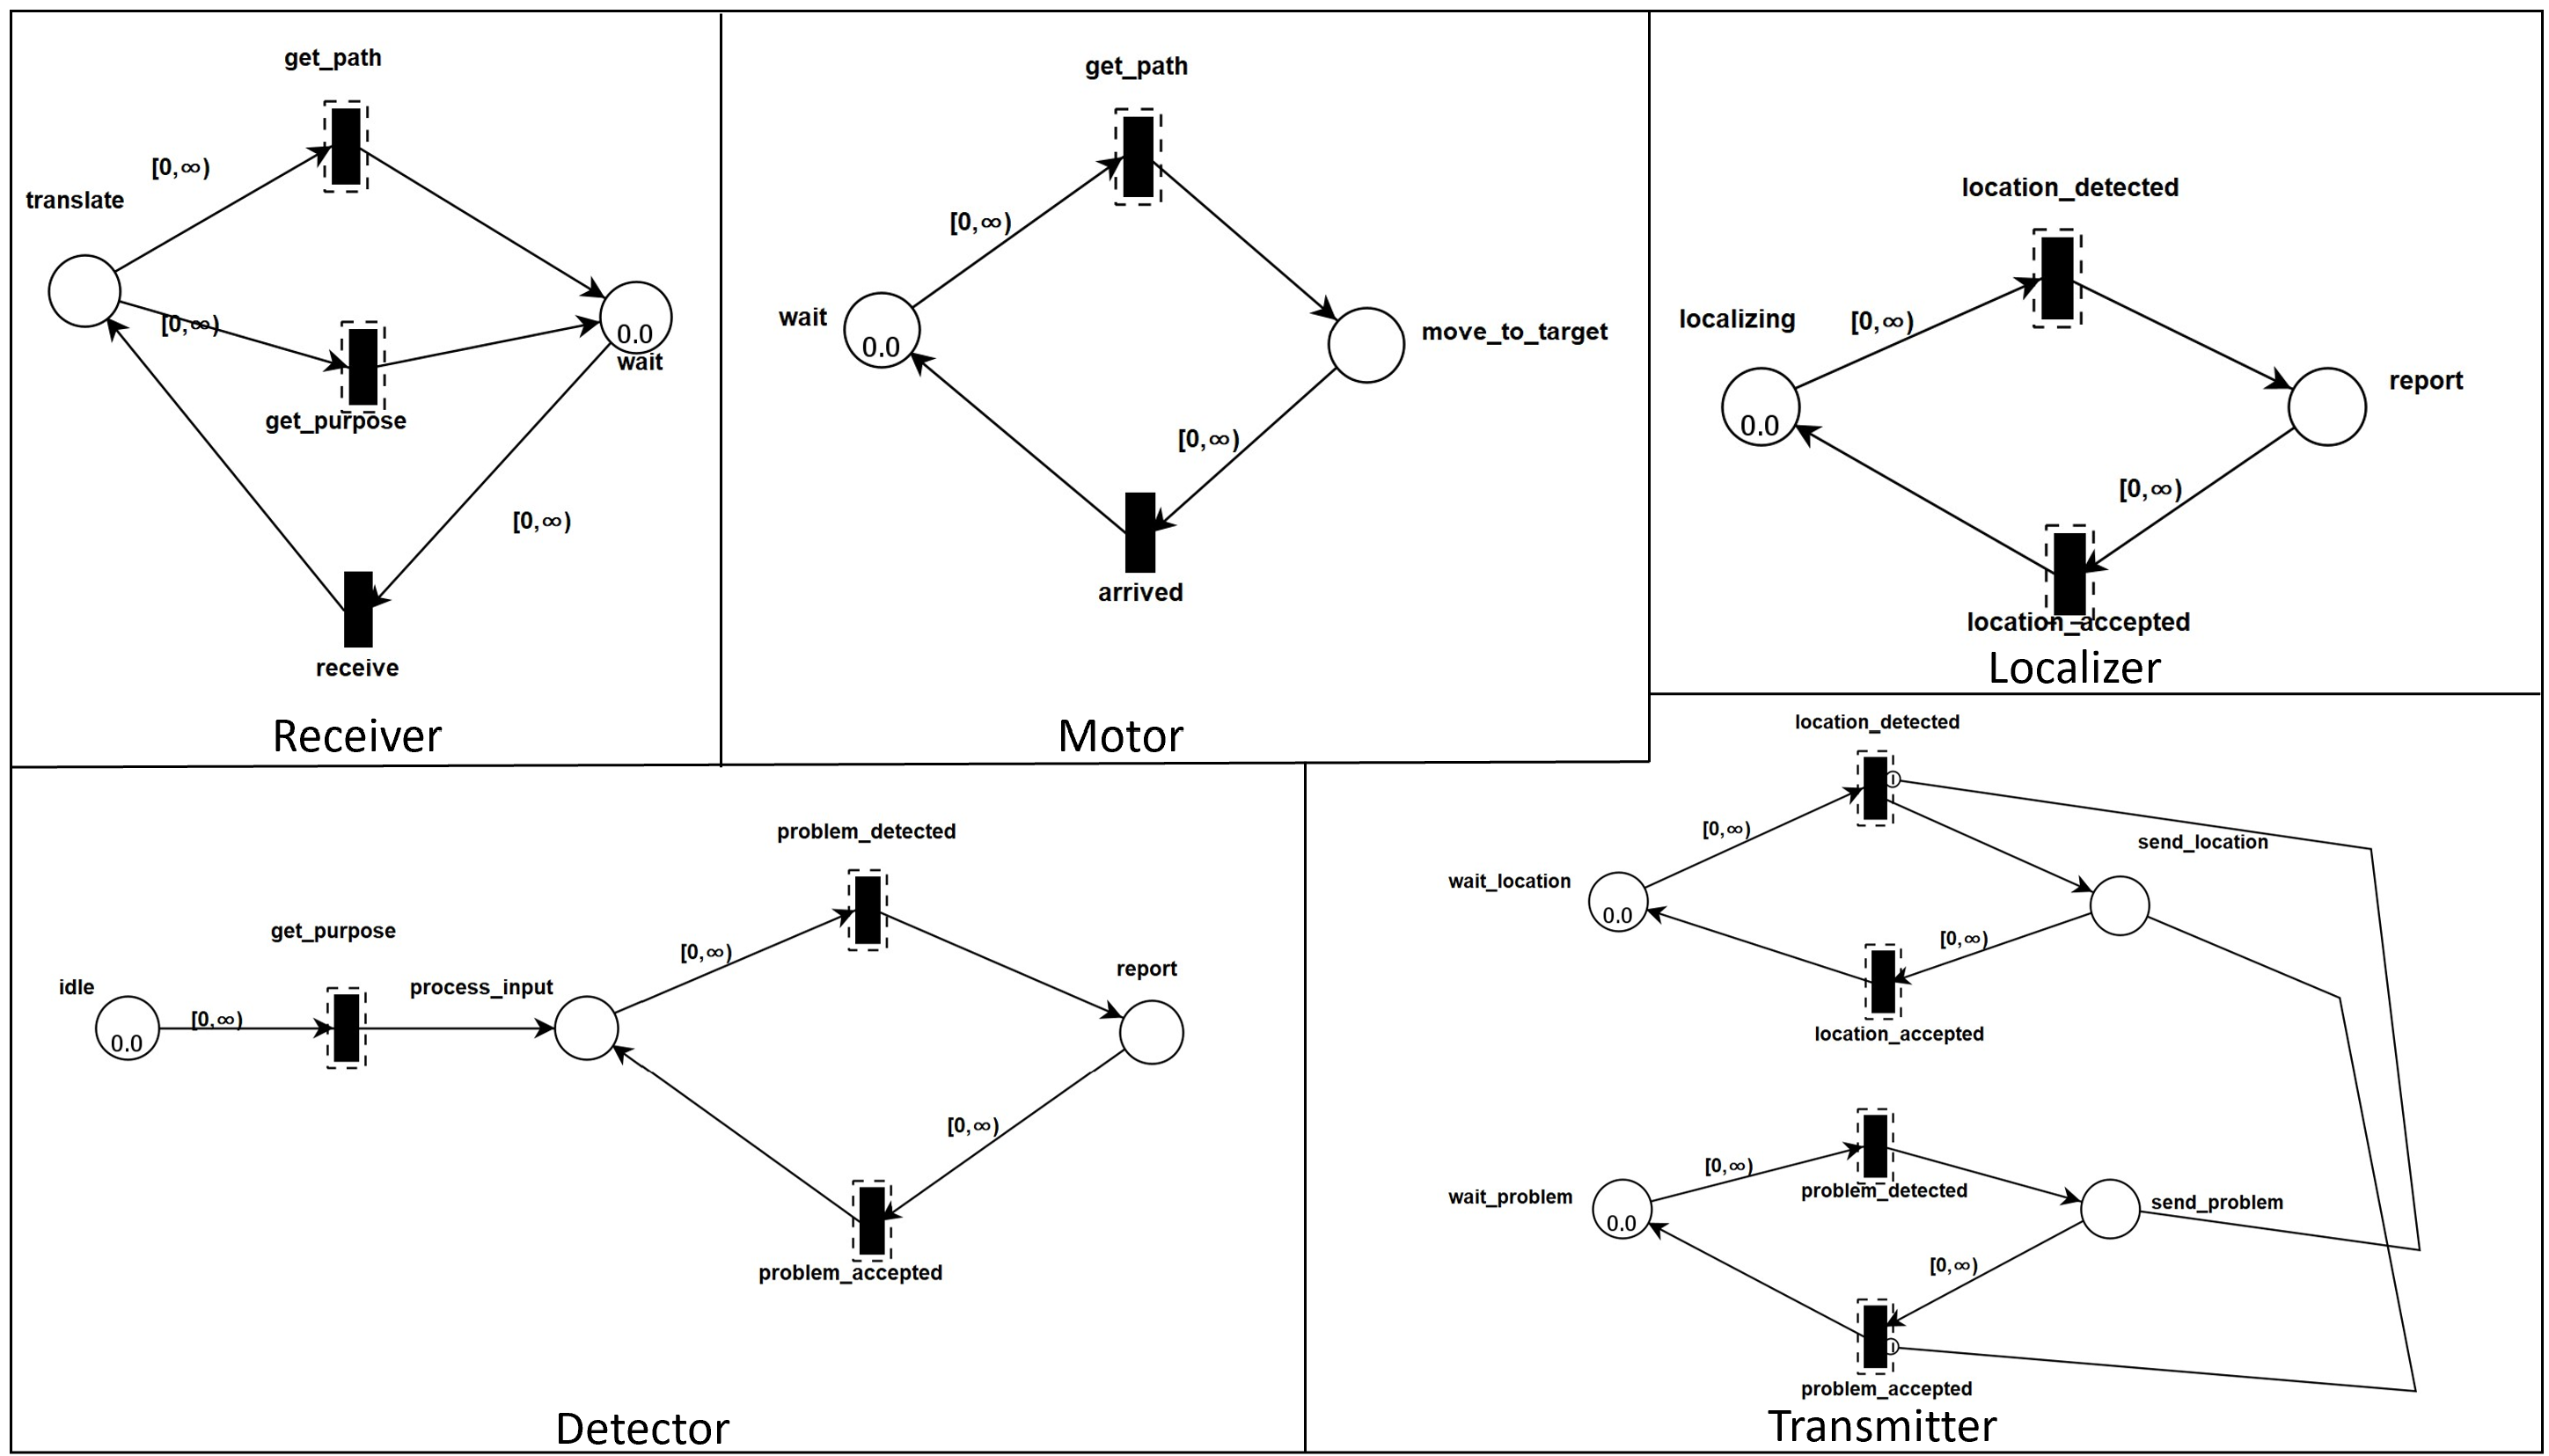 get_path
[0,∞)
translate
[0,∞)
0.0
wait
get_purpose
[0,∞)
receive
Receiver
get_path
[0,∞)
wait
0.0
move_to_target
[0,∞)
arrived
Motor
location_detected
localizing
[0,∞)
report
0.0
[0,∞)
location_accepted
Localizer
problem_detected
get_purpose
[0,∞)
report
idle
process_input
[0,∞)
0.0
[0,∞)
problem_accepted
Detector
location_detected
[0,∞)
send_location
wait_location
0.0
[0,∞)
location_accepted
[0,∞)
problem_detected
wait_problem
send_problem
0.0
[0,∞)
problem_accepted
Transmitter